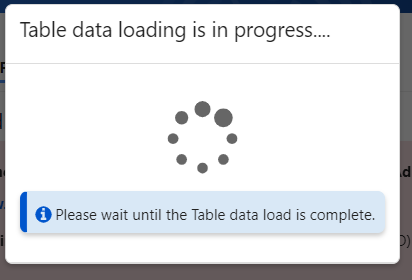 Table data loading is in progress....
Please wait until the Table data load is complete.